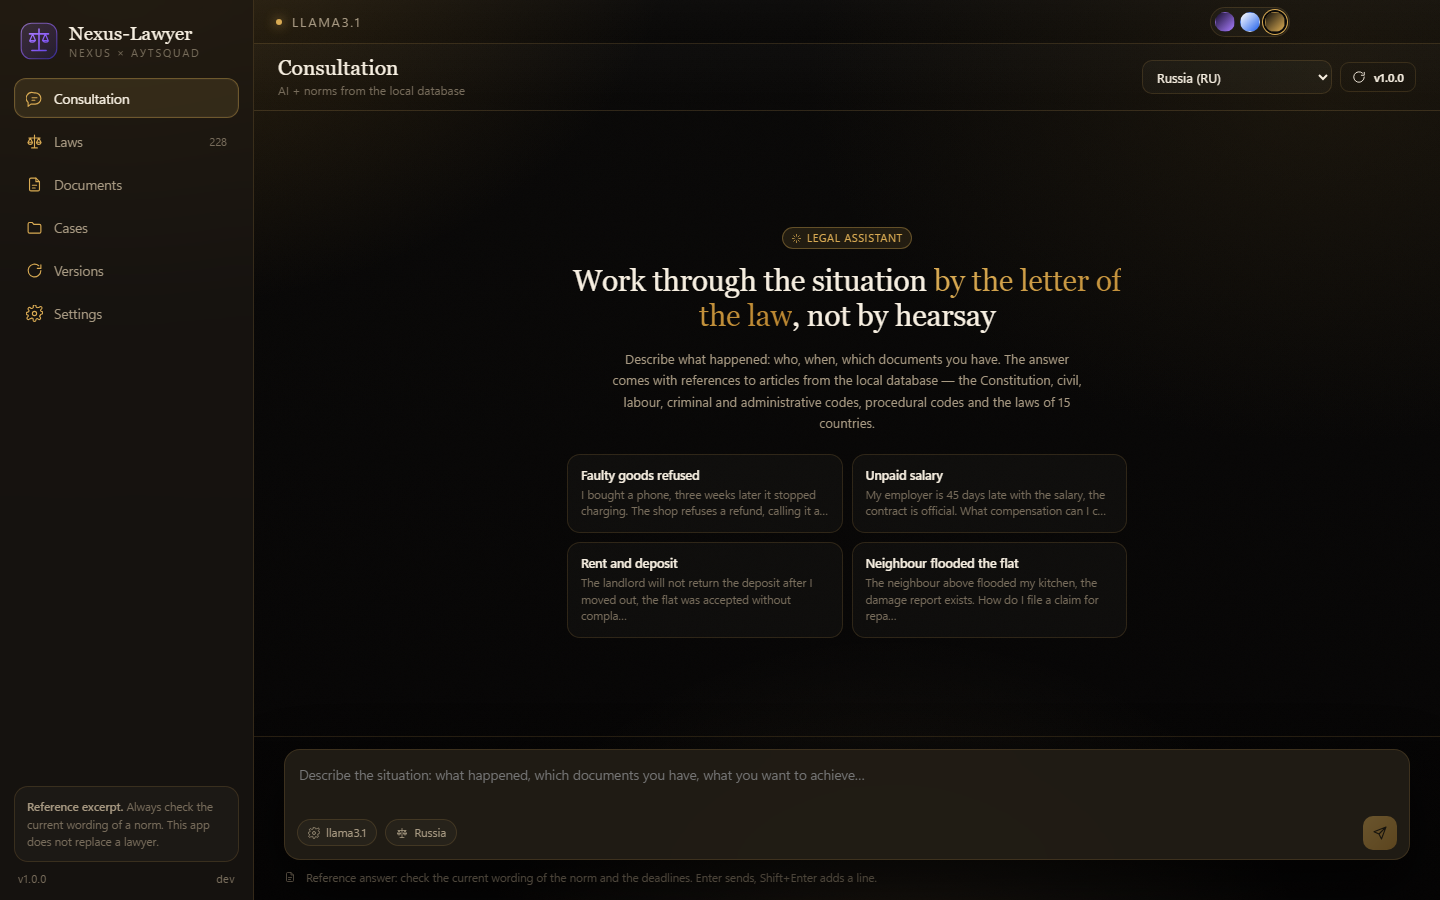 Nexus-Lawyer
NEXUS × AYTSQUAD
Consultation
Laws 228
Documents
Cases
Versions
Settings
Reference excerpt. Always check the
current wording of a norm. This app
does not replace a lawyer.
v1.0.0 dev
LLAMA3.1
Consultation
AI + norms from the local database
Russia (RU)
v1.0.0
LEGAL ASSISTANT
Work through the situation by the letter of
the law, not by hearsay
Describe what happened: who, when, which documents you have. The answer
comes with references to articles from the local database — the Constitution, civil,
labour, criminal and administrative codes, procedural codes and the laws of 15
countries.
Faulty goods refused
I bought a phone, three weeks later it stopped
charging. The shop refuses a refund, calling it a...
Unpaid salary
My employer is 45 days late with the salary, the
contract is official. What compensation can I c...
Rent and deposit
The landlord will not return the deposit after I
moved out, the flat was accepted without
compla...
Neighbour flooded the flat
The neighbour above flooded my kitchen, the
damage report exists. How do I file a claim for
repa...
Describe the situation: what happened, which documents you have, what you want to achieve...
llama3.1
Russia
Reference answer: check the current wording of the norm and the deadlines. Enter sends, Shift+Enter adds a line.